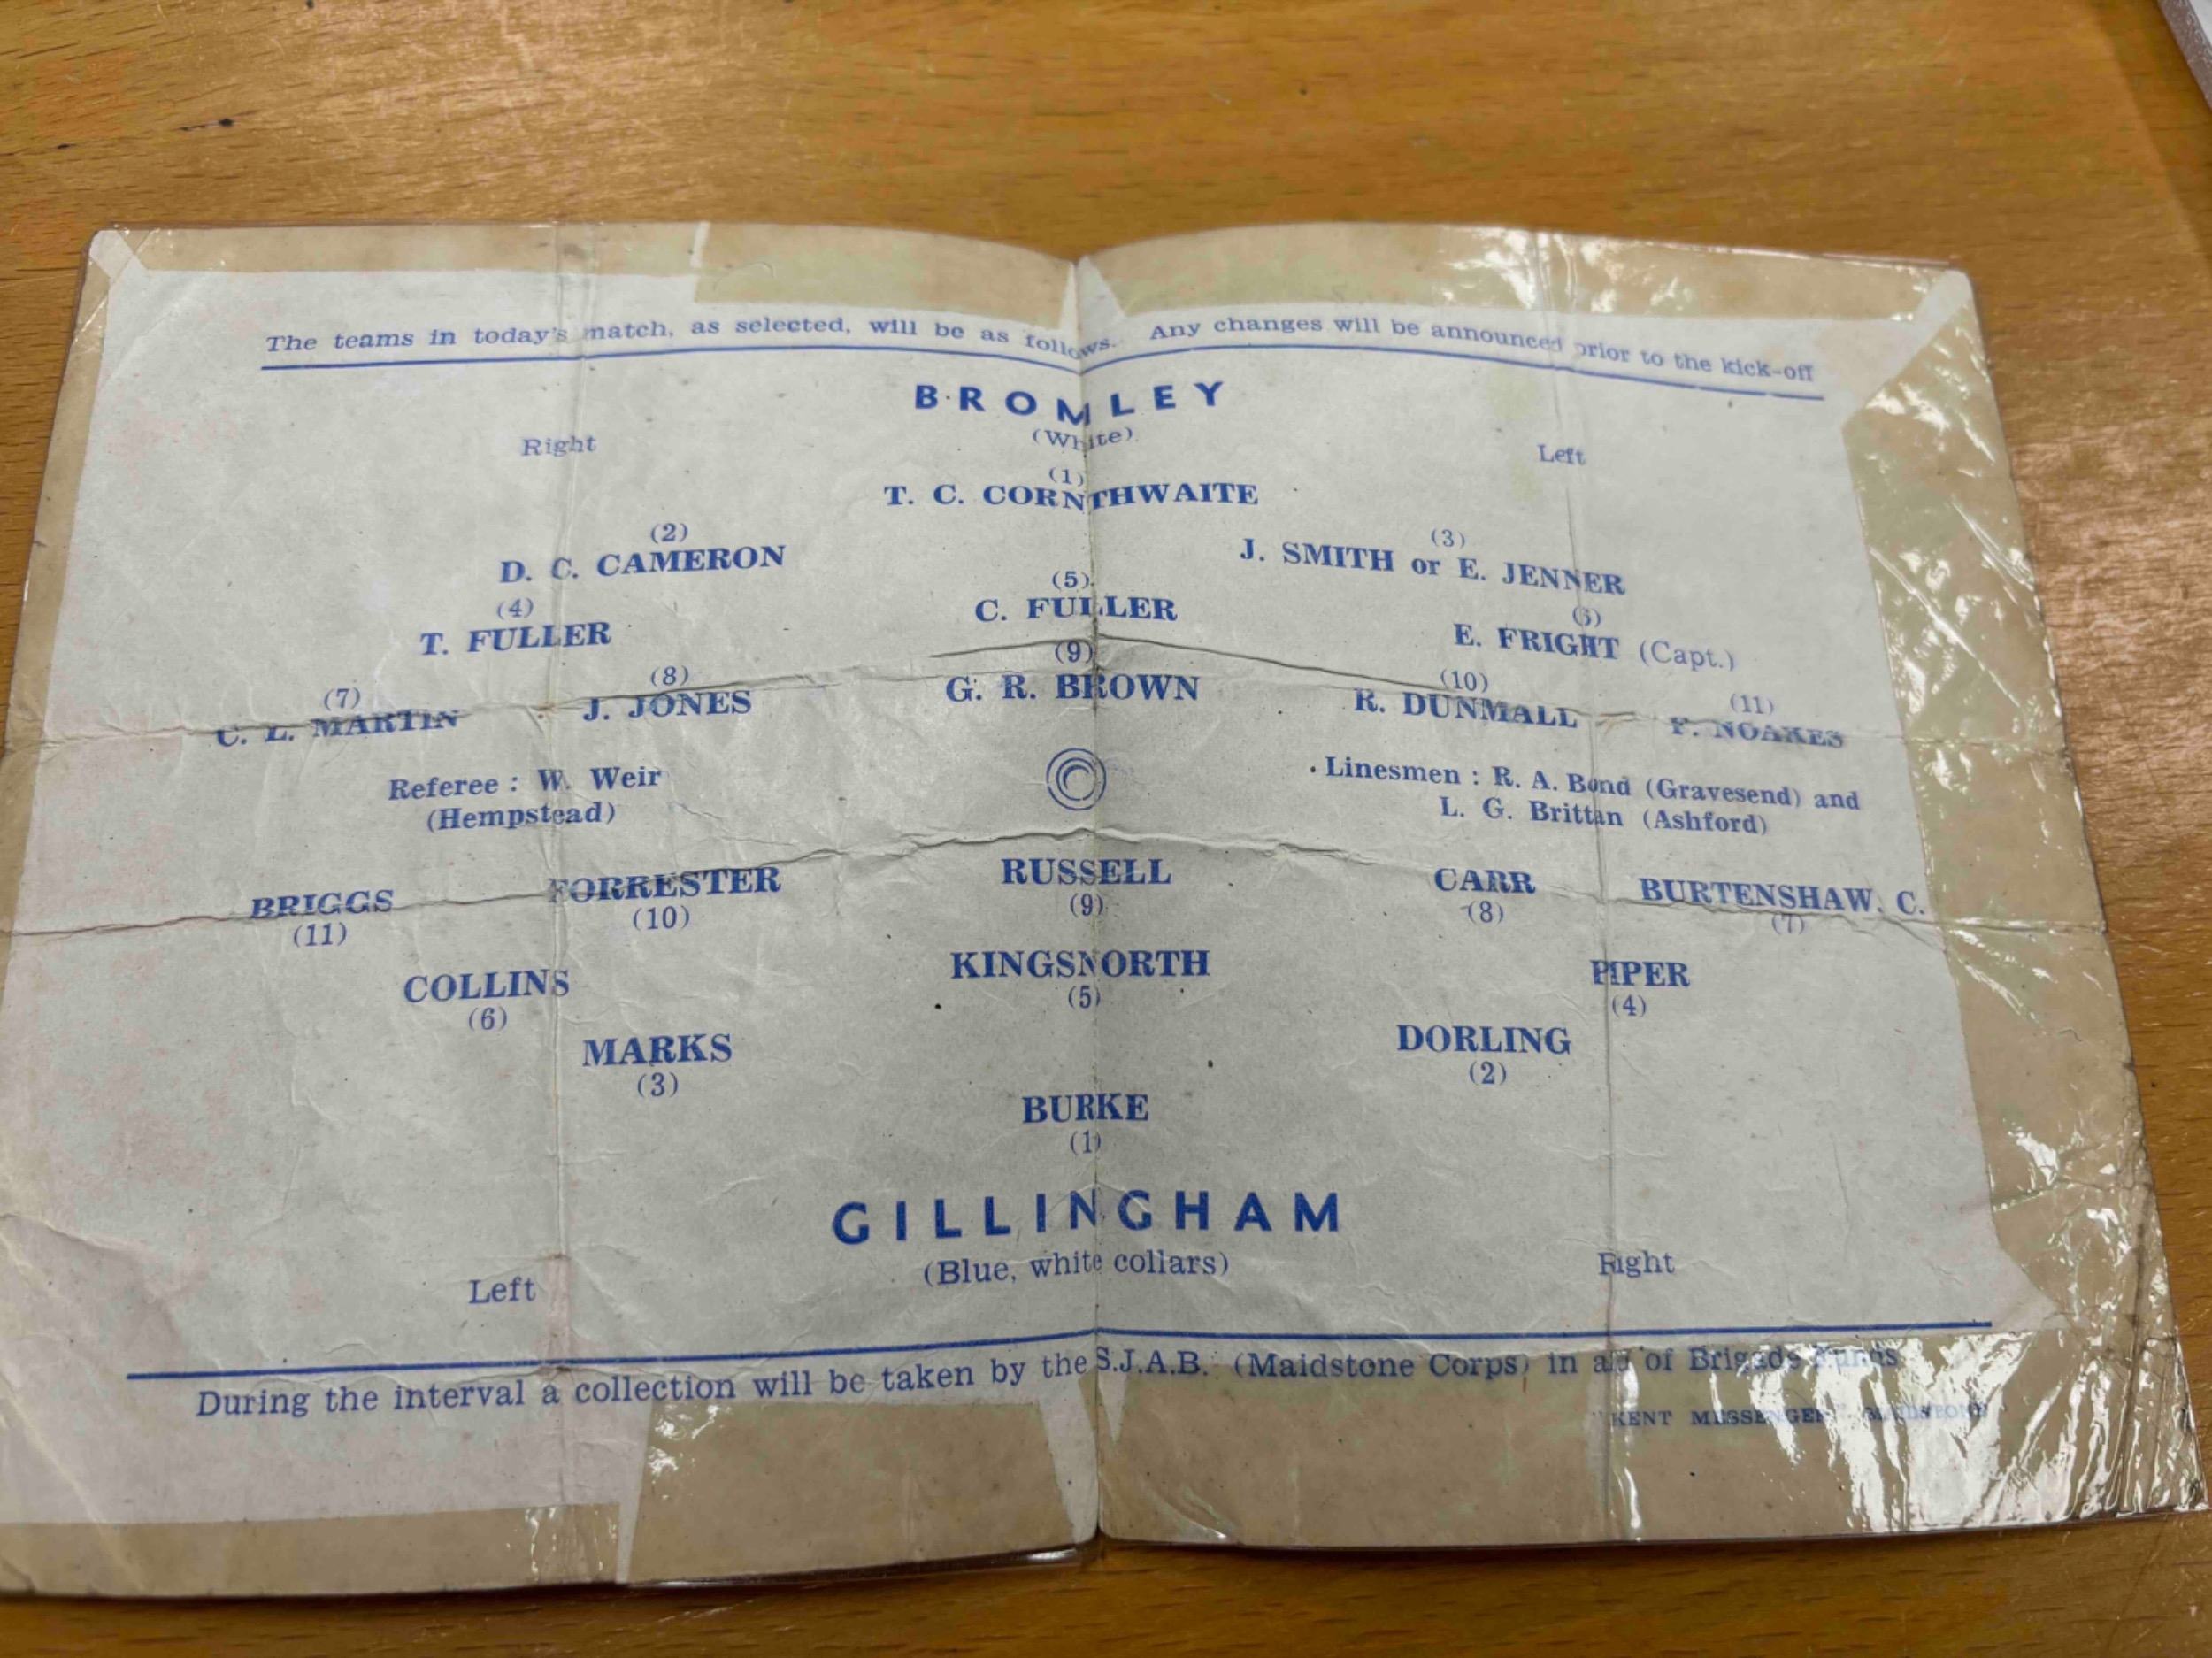 The teams in today's match, as selected, will be as follows. Any changes will be announced prior to the kick-off
BROMLEY
(White)
Right Left
(1)
T. C. CORNTHWAITE
(2) (3)
D. C. CAMERON J. SMITH or E. JENNER
(4) (5) (6)
T. FULLER C. FULLER E. FRIGHT (Capt.)
(7) (8) (9) (10) (11)
C. L. MARTIN J. JONES G. R. BROWN R. DUNMALL F. NOAKES
Referee : W. Weir Linesmen : R. A. Bond (Gravesend) and
(Hempstead) L. G. Brittan (Ashford)
BRIGGS FORRESTER RUSSELL CARR BURTENSHAW, C.
(11) (10) (9) (8) (7)
COLLINS KINGSNORTH PIPER
(6) (5) (4)
MARKS DORLING
(3) (2)
BURKE
(1)
GILLINGHAM
(Blue, white collars)
Left Right
During the interval a collection will be taken by the S.J.A.B. (Maidstone Corps) in aid of Brigade Funds
"KENT MESSENGER" MAIDSTONE